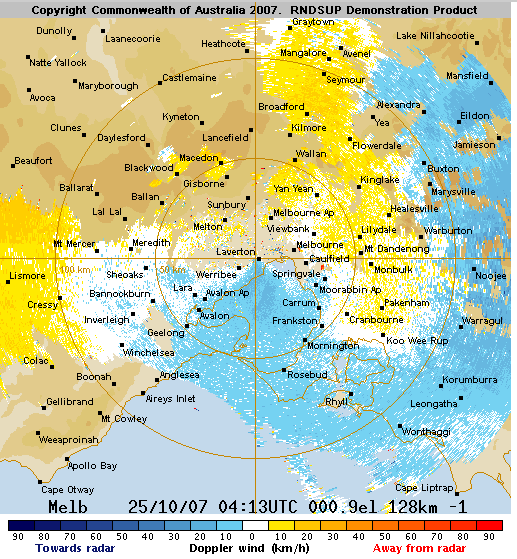 Copyright Commonwealth of Australia 2007. RNDSUP Demonstration Product
Graytown
Dunolly
Laanecoorie
Lake Nillahcootie
Heathcote
Mangalore
Avenel
Natte Yallock
Seymour
Mansfield
Castlemaine
Maryborough
Avoca
Broadford
Alexandra
Kyneton
Yea
Eildon
Clunes
Daylesford
Lancefield
Kilmore
Flowerdale
Jamieson
Beaufort
Macedon
Wallan
Blackwood
Buxton
Gisborne
Kinglake
Ballarat
Yan Yean
Marysville
Ballan
Sunbury
Lal Lal
Melbourne Ap
Healesville
Melton
Viewbank
Lilydale
Warburton
Mt Mercer
Meredith
Melbourne
Mt Dandenong
Laverton
Caulfield
100 km
50 km
Lismore
Sheoaks
Werribee
Springvale
Monbulk
Noojee
Bannockburn
Lara
Avalon Ap
Moorabbin Ap
Cressy
Carrum
Pakenham
Inverleigh
Avalon
Frankston
Cranbourne
Warragul
Geelong
Koo Wee Rup
Winchelsea
Mornington
Colac
Boonah
Anglesea
Rosebud
Korumburra
Gellibrand
Aireys Inlet
Rhyll
Leongatha
Mt Cowley
Weeaproinah
Wonthaggi
Apollo Bay
Cape Otway
Cape Liptrap
Melb 25/10/07 04:13UTC 000.9el 128km -1
90 80 70 60 50 40 30 20 10 10 20 30 40 50 60 70 80 90
Towards radar Doppler wind (km/h) Away from radar